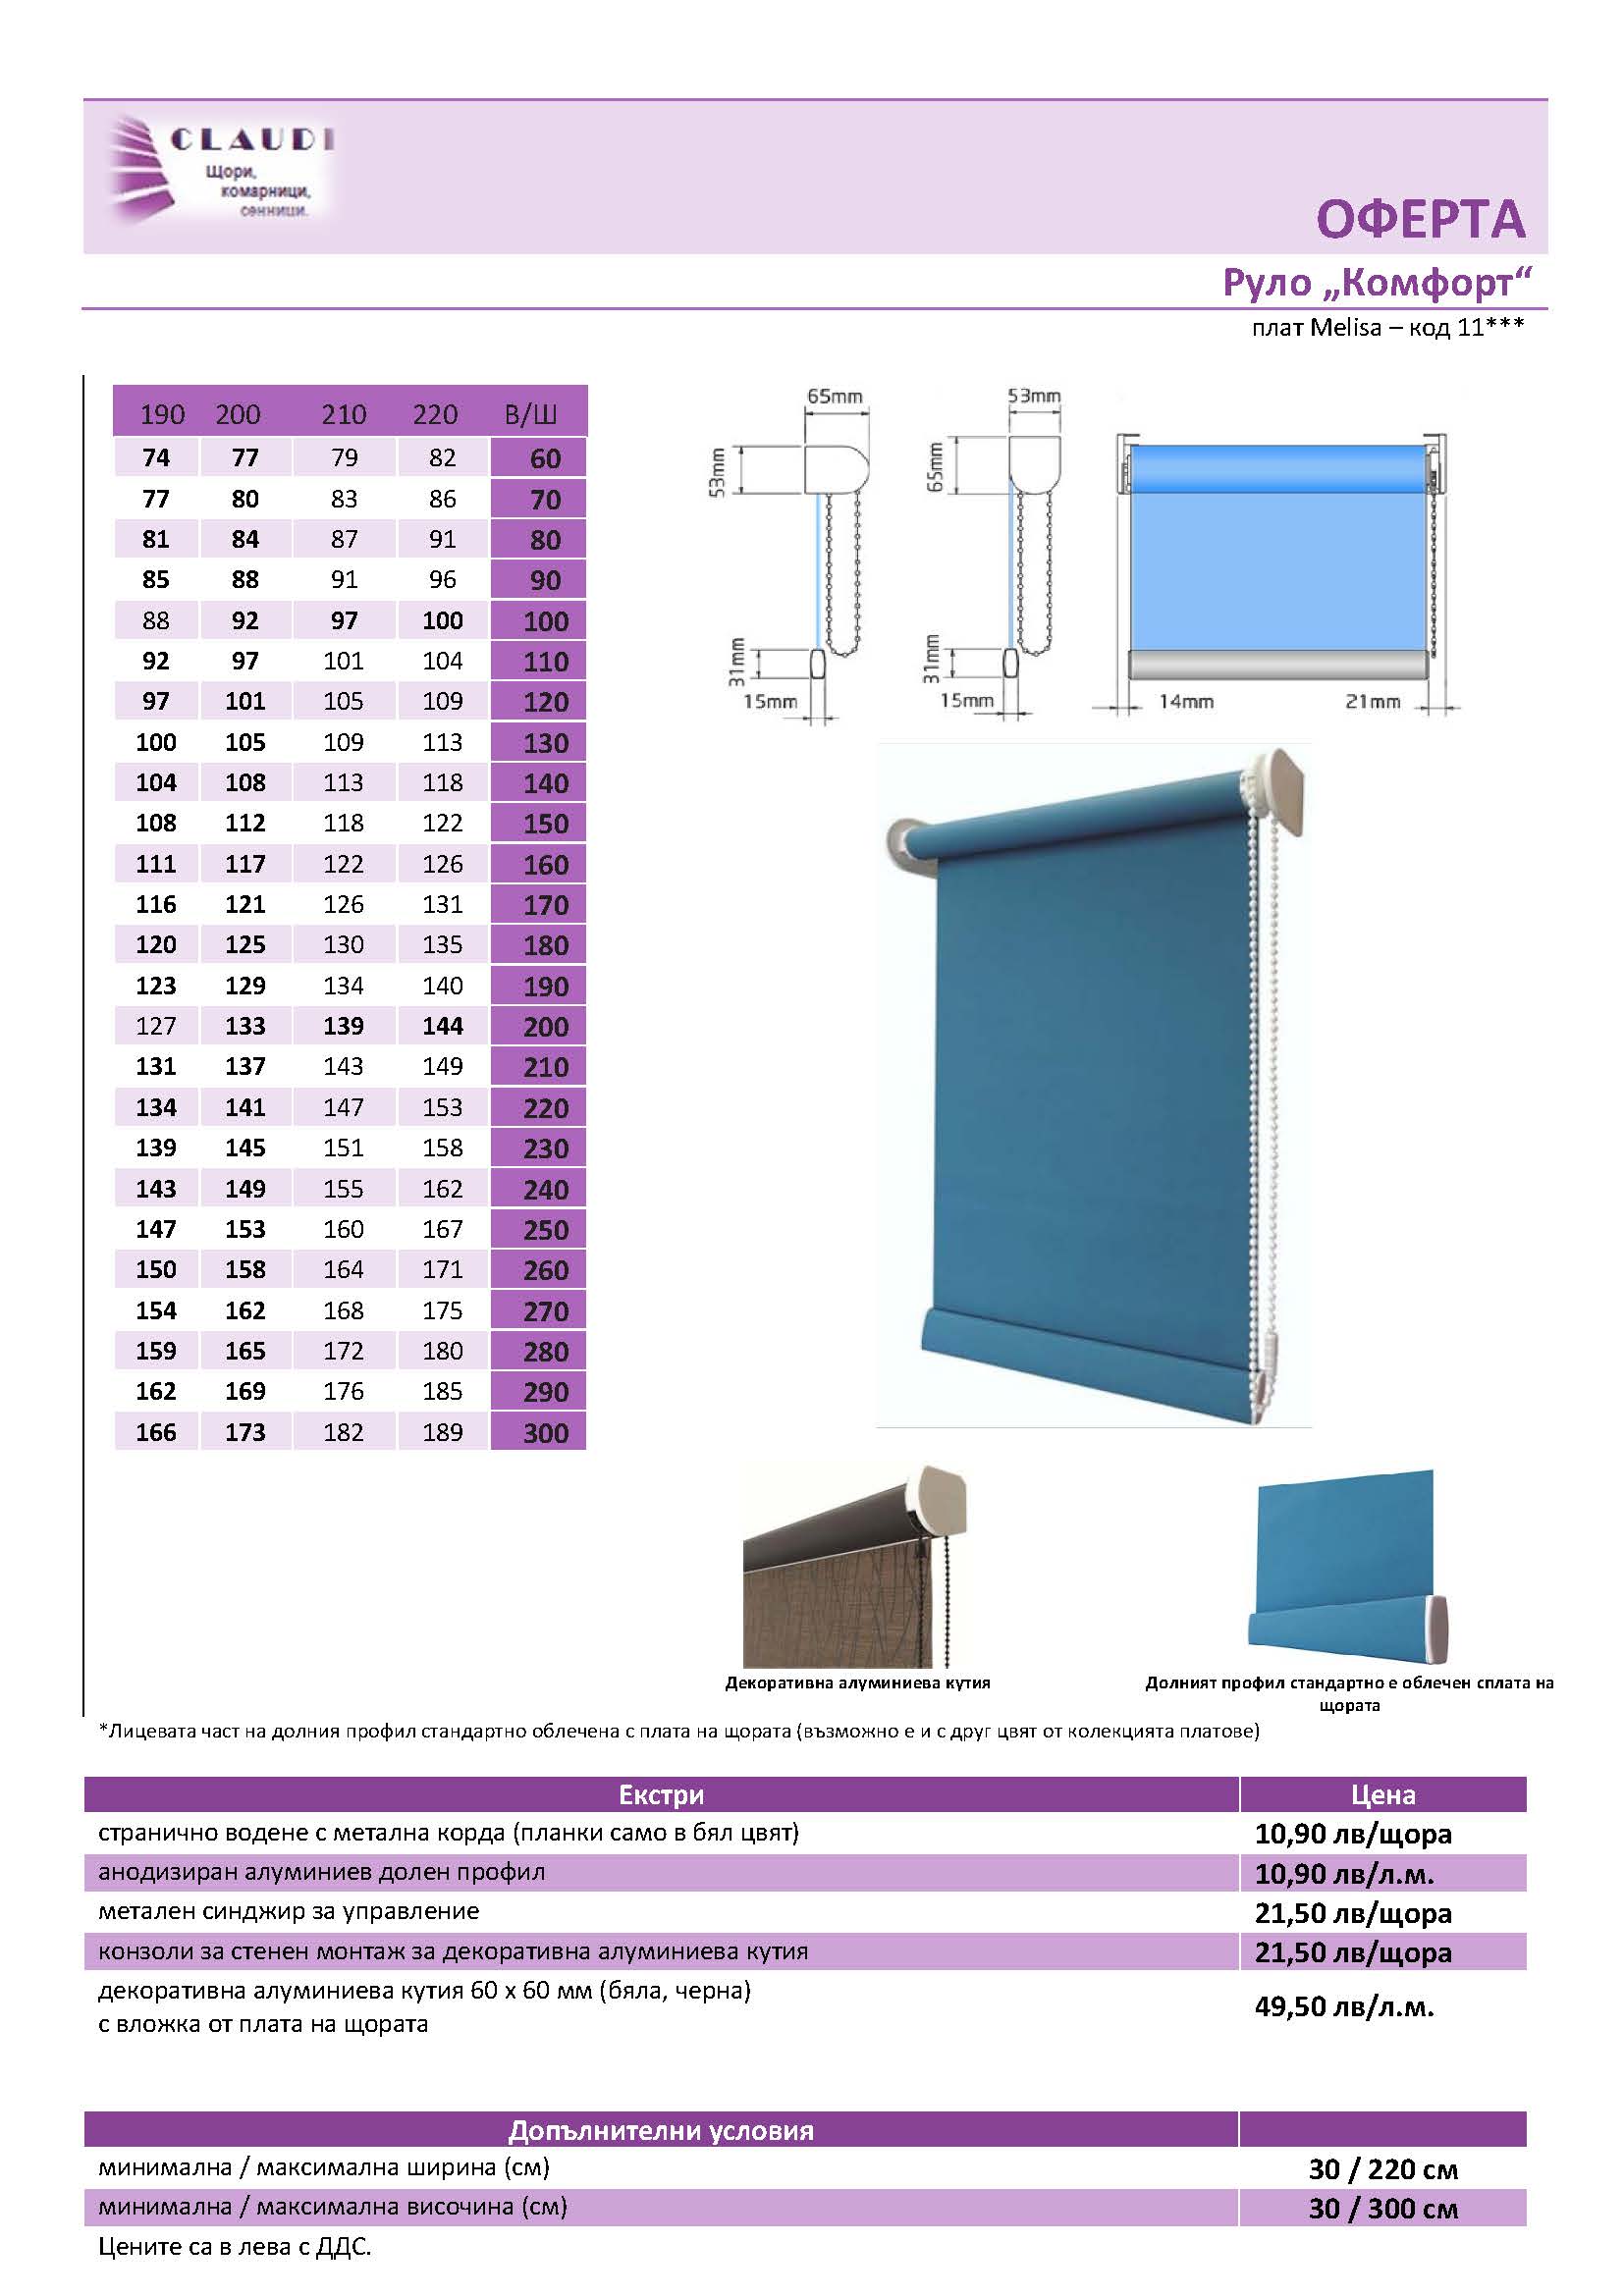 CLAUDI
Щори,
комарници,
сенници.
ОФЕРТА
Руло „Комфорт“
плат Melisa – код 11***
190 200 210 220 В/Ш
74 77 79 82 60
77 80 83 86 70
81 84 87 91 80
85 88 91 96 90
88 92 97 100 100
92 97 101 104 110
97 101 105 109 120
100 105 109 113 130
104 108 113 118 140
108 112 118 122 150
111 117 122 126 160
116 121 126 131 170
120 125 130 135 180
123 129 134 140 190
127 133 139 144 200
131 137 143 149 210
134 141 147 153 220
139 145 151 158 230
143 149 155 162 240
147 153 160 167 250
150 158 164 171 260
154 162 168 175 270
159 165 172 180 280
162 169 176 185 290
166 173 182 189 300
65mm
53mm
31mm
15mm
53mm
65mm
31mm
15mm
14mm
21mm
Декоративна алуминиева кутия
Долният профил стандартно е облечен сплата на
щората
*Лицевата част на долния профил стандартно облечена с плата на щората (възможно е и с друг цвят от колекцията платове)
Екстри Цена
странично водене с метална корда (планки само в бял цвят) 10,90 лв/щора
анодизиран алуминиев долен профил 10,90 лв/л.м.
метален синджир за управление 21,50 лв/щора
конзоли за стенен монтаж за декоративна алуминиева кутия 21,50 лв/щора
декоративна алуминиева кутия 60 x 60 мм (бяла, черна)
с вложка от плата на щората 49,50 лв/л.м.
Допълнителни условия
минимална / максимална ширина (см) 30 / 220 см
минимална / максимална височина (см) 30 / 300 см
Цените са в лева с ДДС.